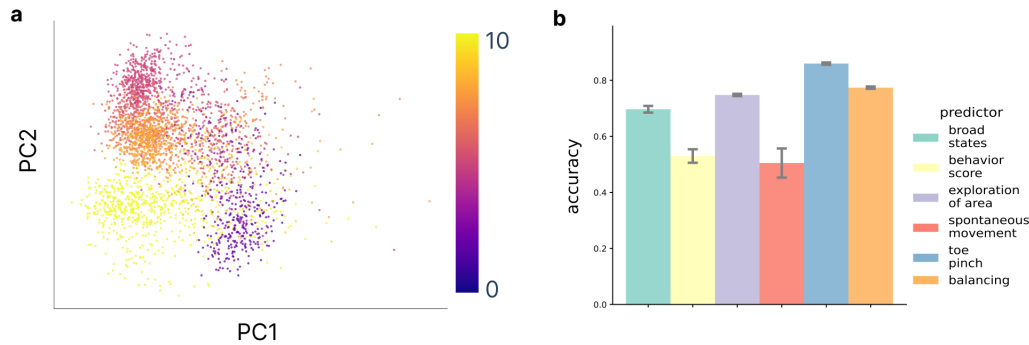 a
PC2
PC1
10
0
b
accuracy
0.8
0.6
0.4
0.2
0.0
predictor
broad
states
behavior
score
exploration
of area
spontaneous
movement
toe
pinch
balancing